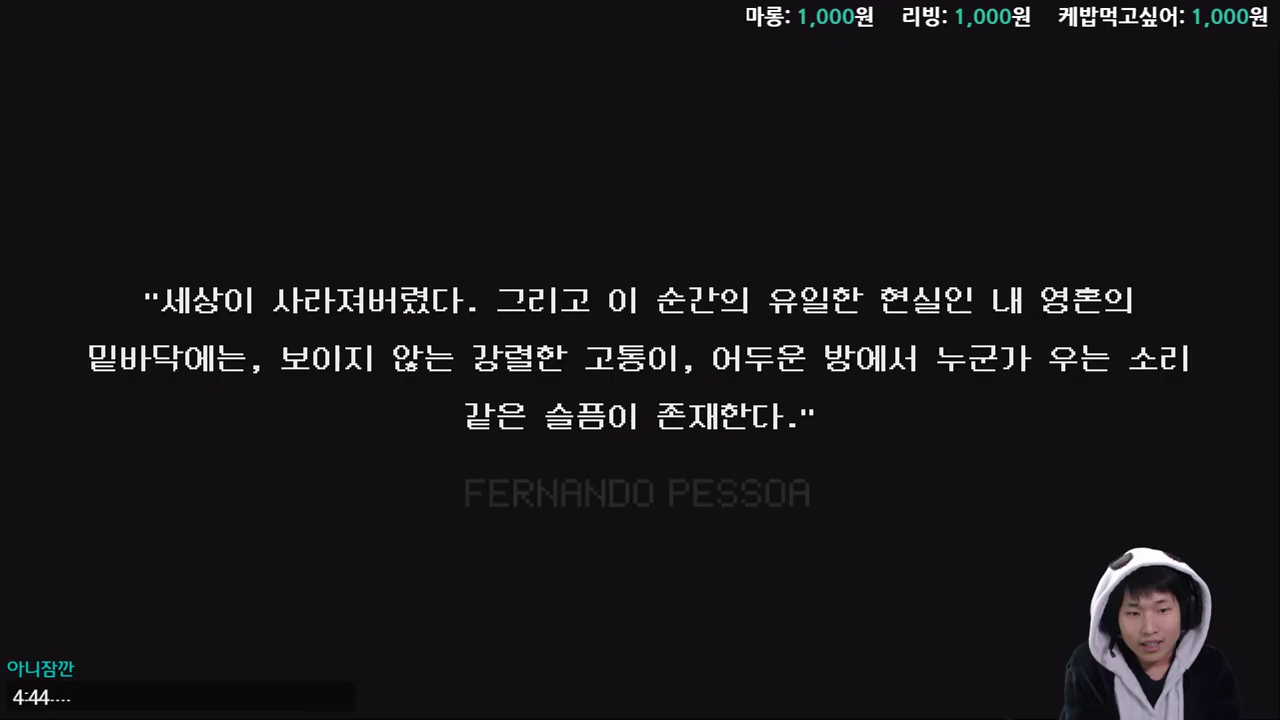 마롱: 1,000원 리빙: 1,000원 케밥먹고싶어: 1,000원
"세상이 사라져버렸다. 그리고 이 순간의 유일한 현실인 내 영혼의
밑바닥에는, 보이지 않는 강렬한 고통이, 어두운 방에서 누군가 우는 소리
같은 슬픔이 존재한다."
FERNANDO PESSOA
아니잠깐
4:44....